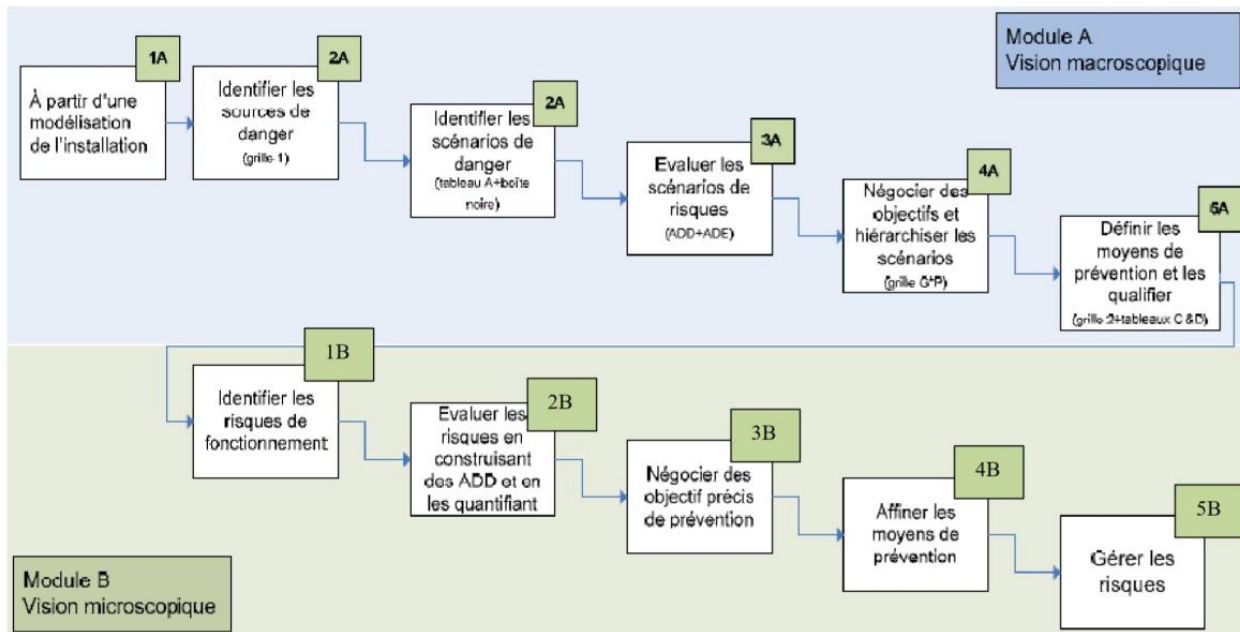 Module A
Vision macroscopique
1A
À partir d'une
modélisation
de l'installation
2A
Identifier les
sources de
danger
(grille 1)
2A
Identifier les
scénarios de
danger
(tableau A+boîte
noire)
3A
Evaluer les
scénarios de
risques
(ADD+ADE)
4A
Négocier des
objectifs et
hiérarchiser les
scénarios
(grille G*P)
5A
Définir les
moyens de
prévention et les
qualifier
(grille 2+tableaux C &D)
1B
Identifier les
risques de
fonctionnement
2B
Evaluer les
risques en
construisant
des ADD et en
les quantifiant
3B
Négocier des
objectif précis
de prévention
4B
Affiner les
moyens de
prévention
5B
Gérer les
risques
Module B
Vision microscopique